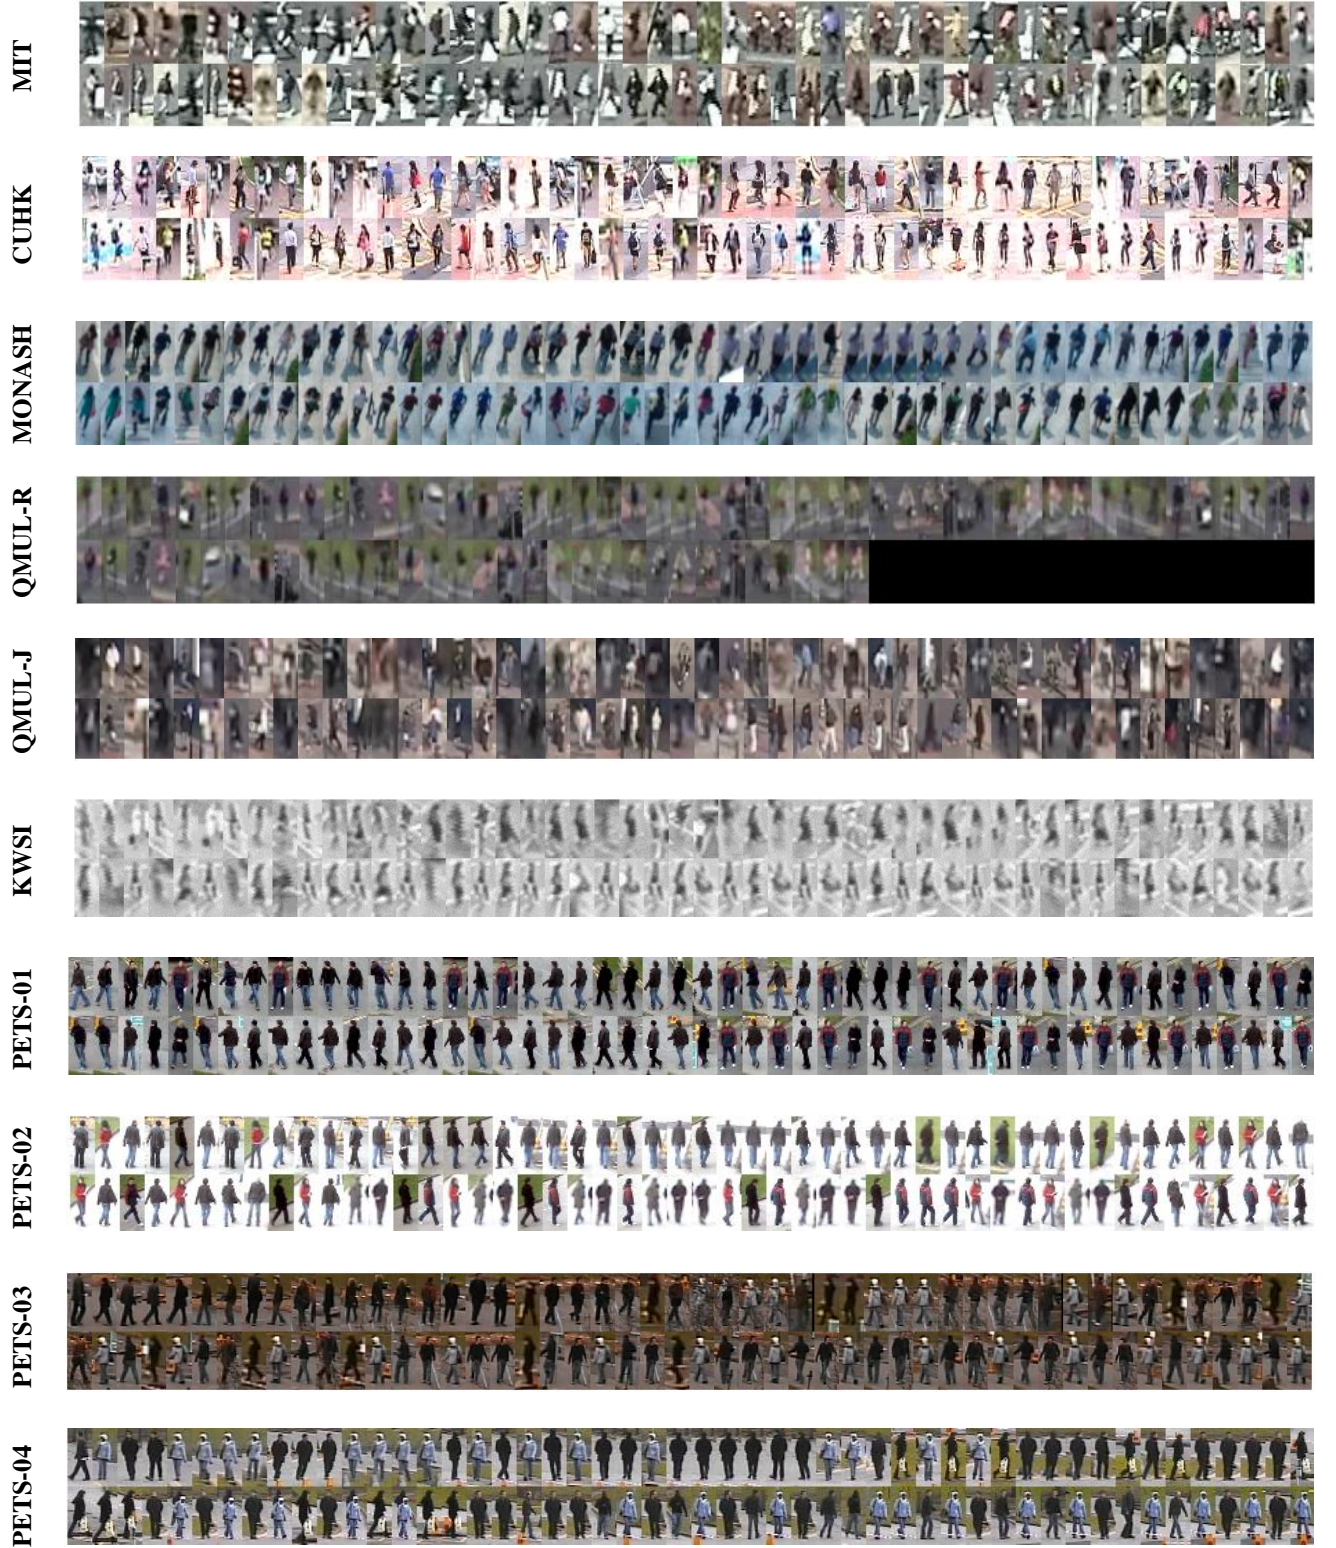 MIT
CUHK
MONASH
QMUL-R
QMUL-J
KWSI
PETS-01
PETS-02
PETS-03
PETS-04